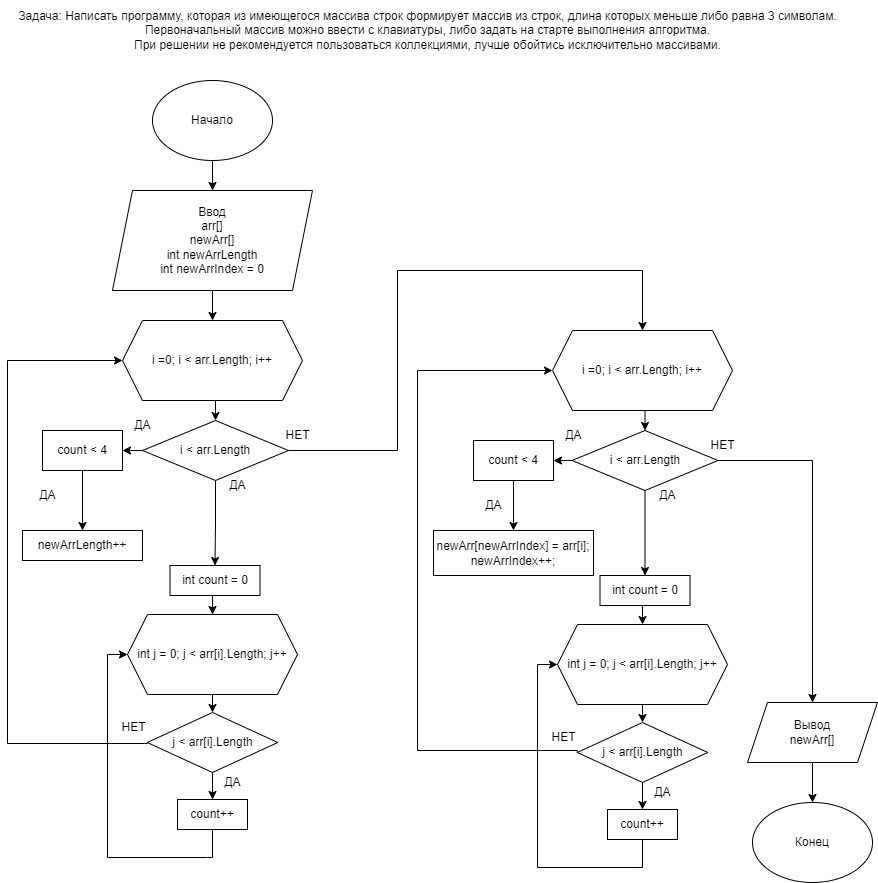 Задача: Написать программу, которая из имеющегося массива строк формирует массив из строк, длина которых меньше либо равна 3 символам.
Первоначальный массив можно ввести с клавиатуры, либо задать на старте выполнения алгоритма.
При решении не рекомендуется пользоваться коллекциями, лучше обойтись исключительно массивами.
Начало
Ввод
arr[]
newArr[]
int newArrLength
int newArrIndex = 0
i =0; i < arr.Length; i++
ДА
i < arr.Length
НЕТ
count < 4
ДА
ДА
newArrLength++
int count = 0
int j = 0; j < arr[i].Length; j++
НЕТ
j < arr[i].Length
ДА
count++
i =0; i < arr.Length; i++
ДА
i < arr.Length
НЕТ
count < 4
ДА
ДА
newArr[newArrIndex] = arr[i];
newArrIndex++;
int count = 0
int j = 0; j < arr[i].Length; j++
НЕТ
j < arr[i].Length
ДА
count++
Вывод
newArr[]
Конец